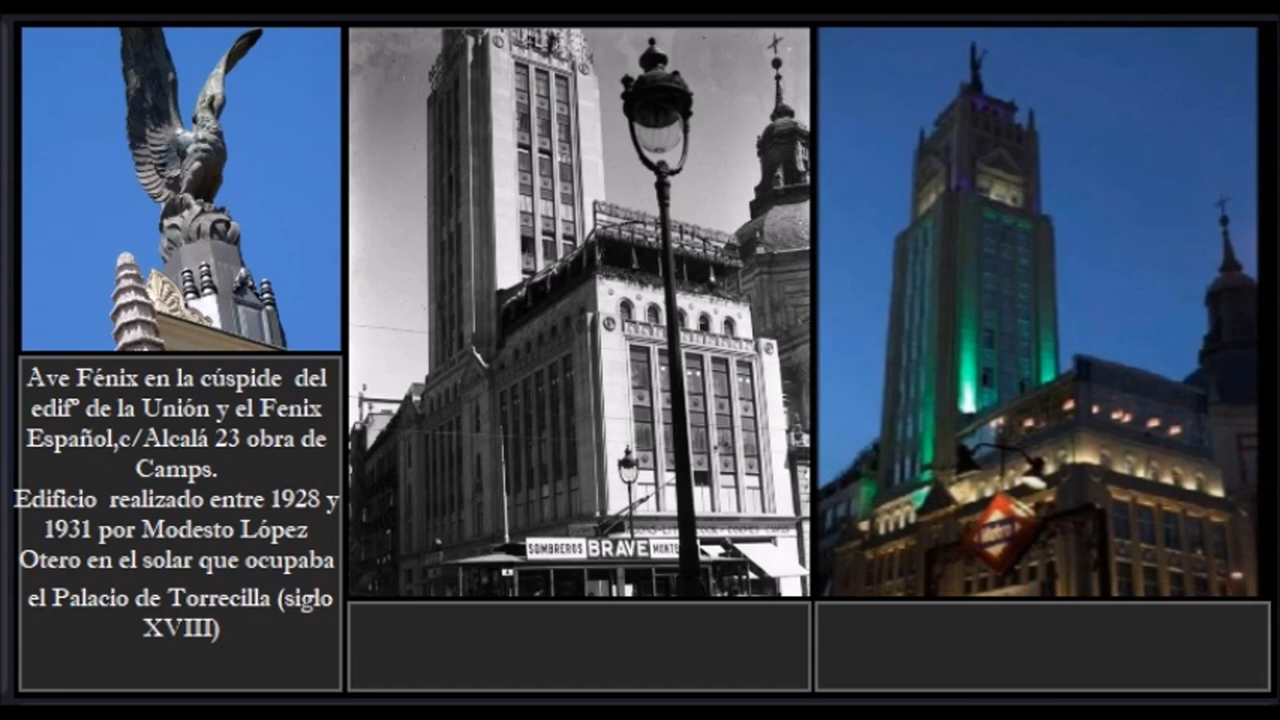 Ave Fénix en la cúspide del
edifº de la Unión y el Fenix
Español,c/Alcalá 23 obra de
Camps.
Edificio realizado entre 1928 y
1931 por Modesto López
Otero en el solar que ocupaba
el Palacio de Torrecilla (siglo
XVIII)
SOMBREROS BRAVE MONTE